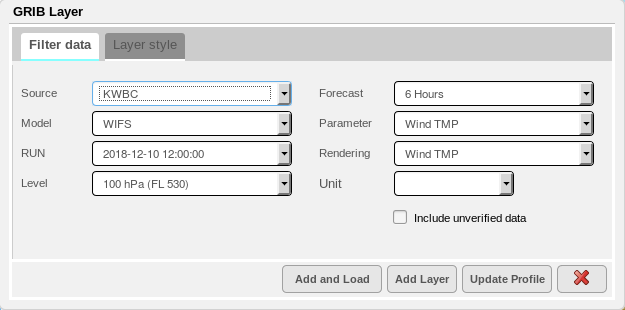 GRIB Layer
Filter data Layer style
Source KWBC Forecast 6 Hours
Model WIFS Parameter Wind TMP
RUN 2018-12-10 12:00:00 Rendering Wind TMP
Level 100 hPa (FL 530) Unit
Include unverified data
Add and Load Add Layer Update Profile